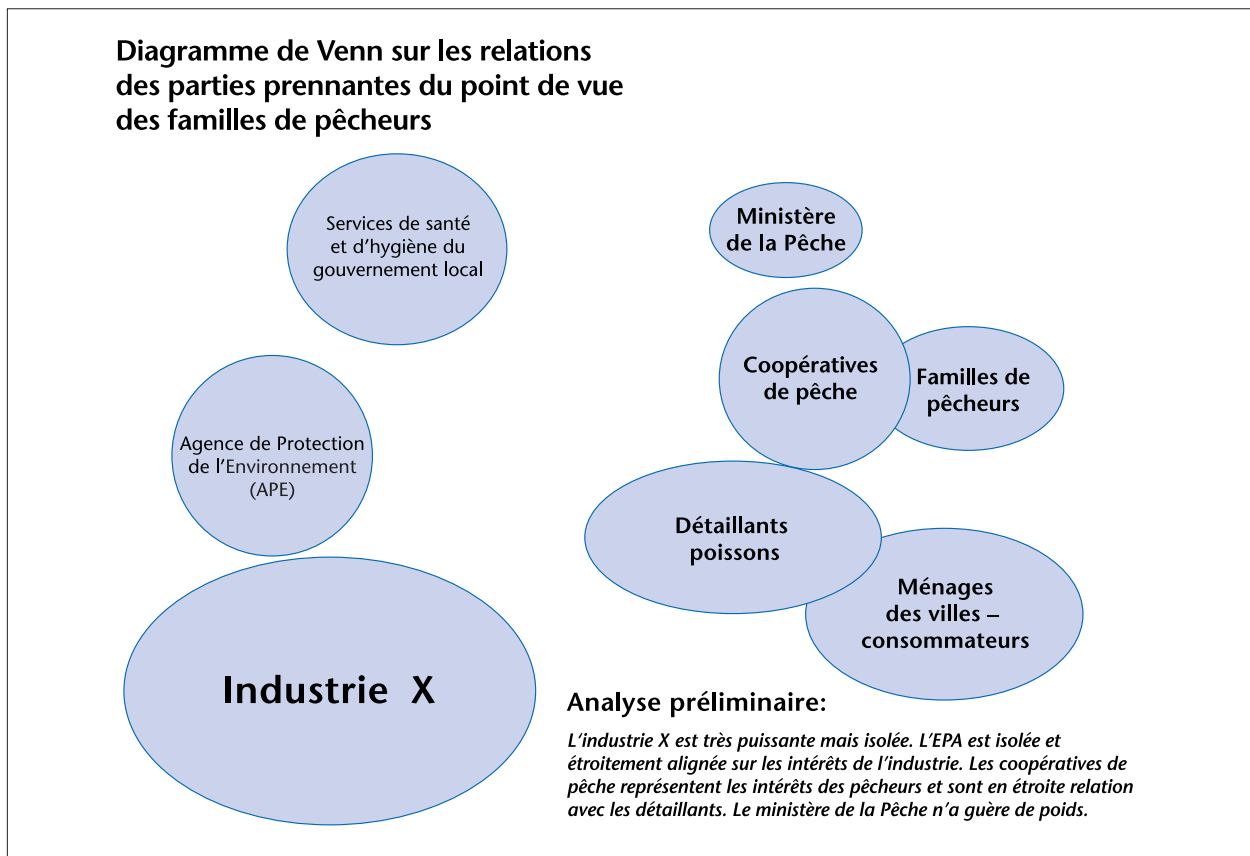 Diagramme de Venn sur les relations
des parties prennantes du point de vue
des familles de pêcheurs
Services de santé
et d'hygiène du
gouvernement local
Ministère
de la Pêche
Coopératives
de pêche
Familles de
pêcheurs
Agence de Protection
de l'Environnement
(APE)
Détaillants
poissons
Ménages
des villes –
consommateurs
Industrie X
Analyse préliminaire:
L'industrie X est très puissante mais isolée. L'EPA est isolée et
étroitement alignée sur les intérêts de l'industrie. Les coopératives de
pêche représentent les intérêts des pêcheurs et sont en étroite relation
avec les détaillants. Le ministère de la Pêche n'a guère de poids.